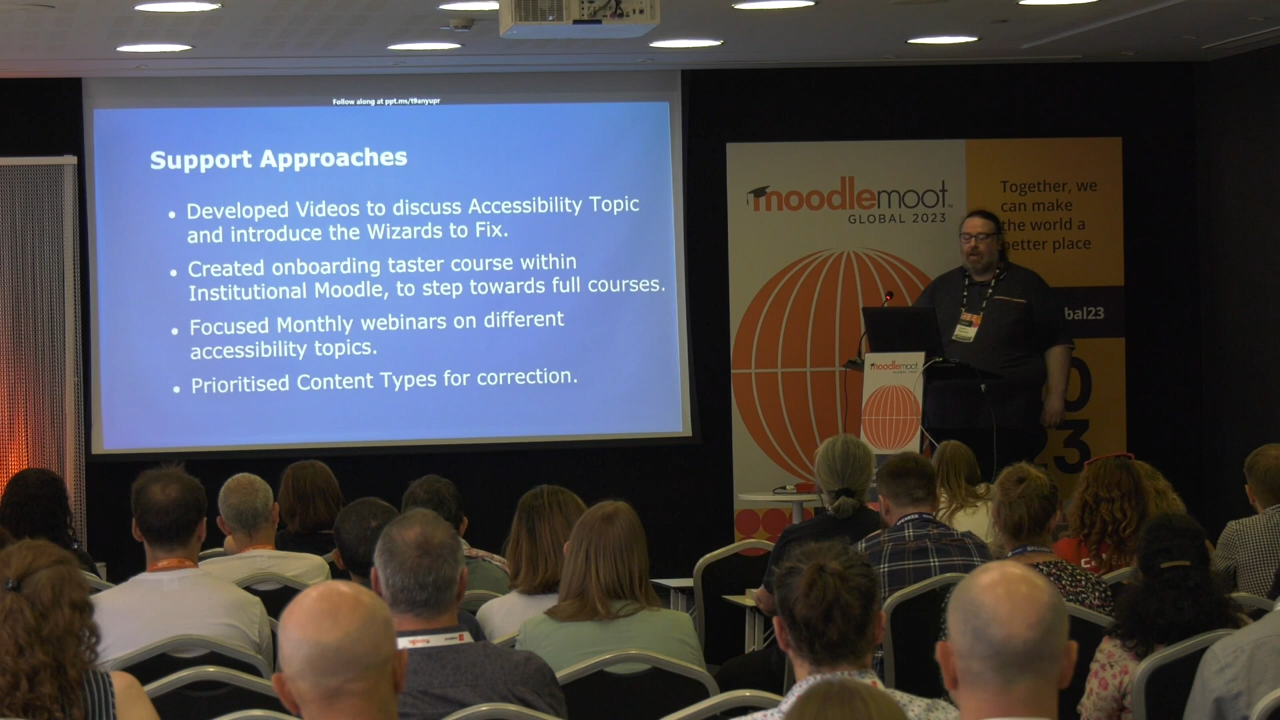 Follow along at ppt.ms/t9anyupr
Support Approaches
• Developed Videos to discuss Accessibility Topic
and introduce the Wizards to Fix.
• Created onboarding taster course within
Institutional Moodle, to step towards full courses.
• Focused Monthly webinars on different
accessibility topics.
• Prioritised Content Types for correction.
moodlemoot
GLOBAL 2023
Together, we
can make
the world a
better place
bal23
moodlemoot